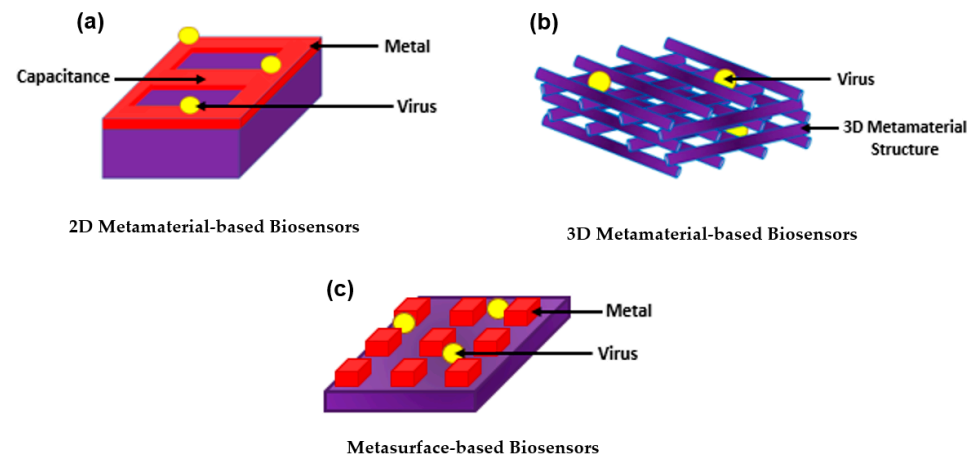 (a)
Metal
Capacitance
Virus
2D Metamaterial-based Biosensors
(b)
Virus
3D Metamaterial
Structure
3D Metamaterial-based Biosensors
(c)
Metal
Virus
Metasurface-based Biosensors